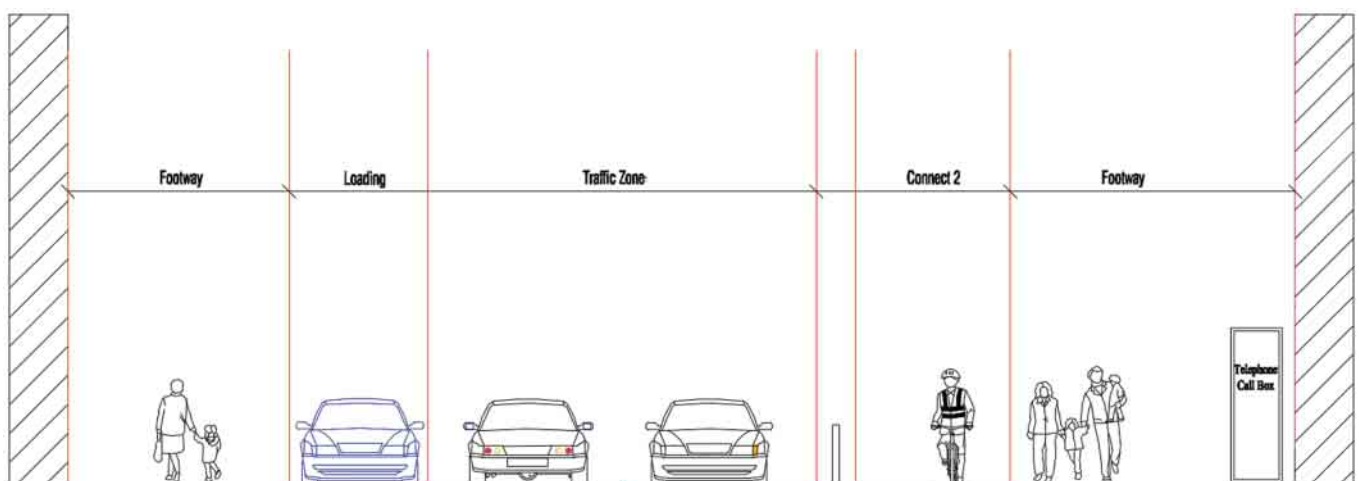 Footway
Loading
Traffic Zone
Connect 2
Footway
Telephone
Call Box